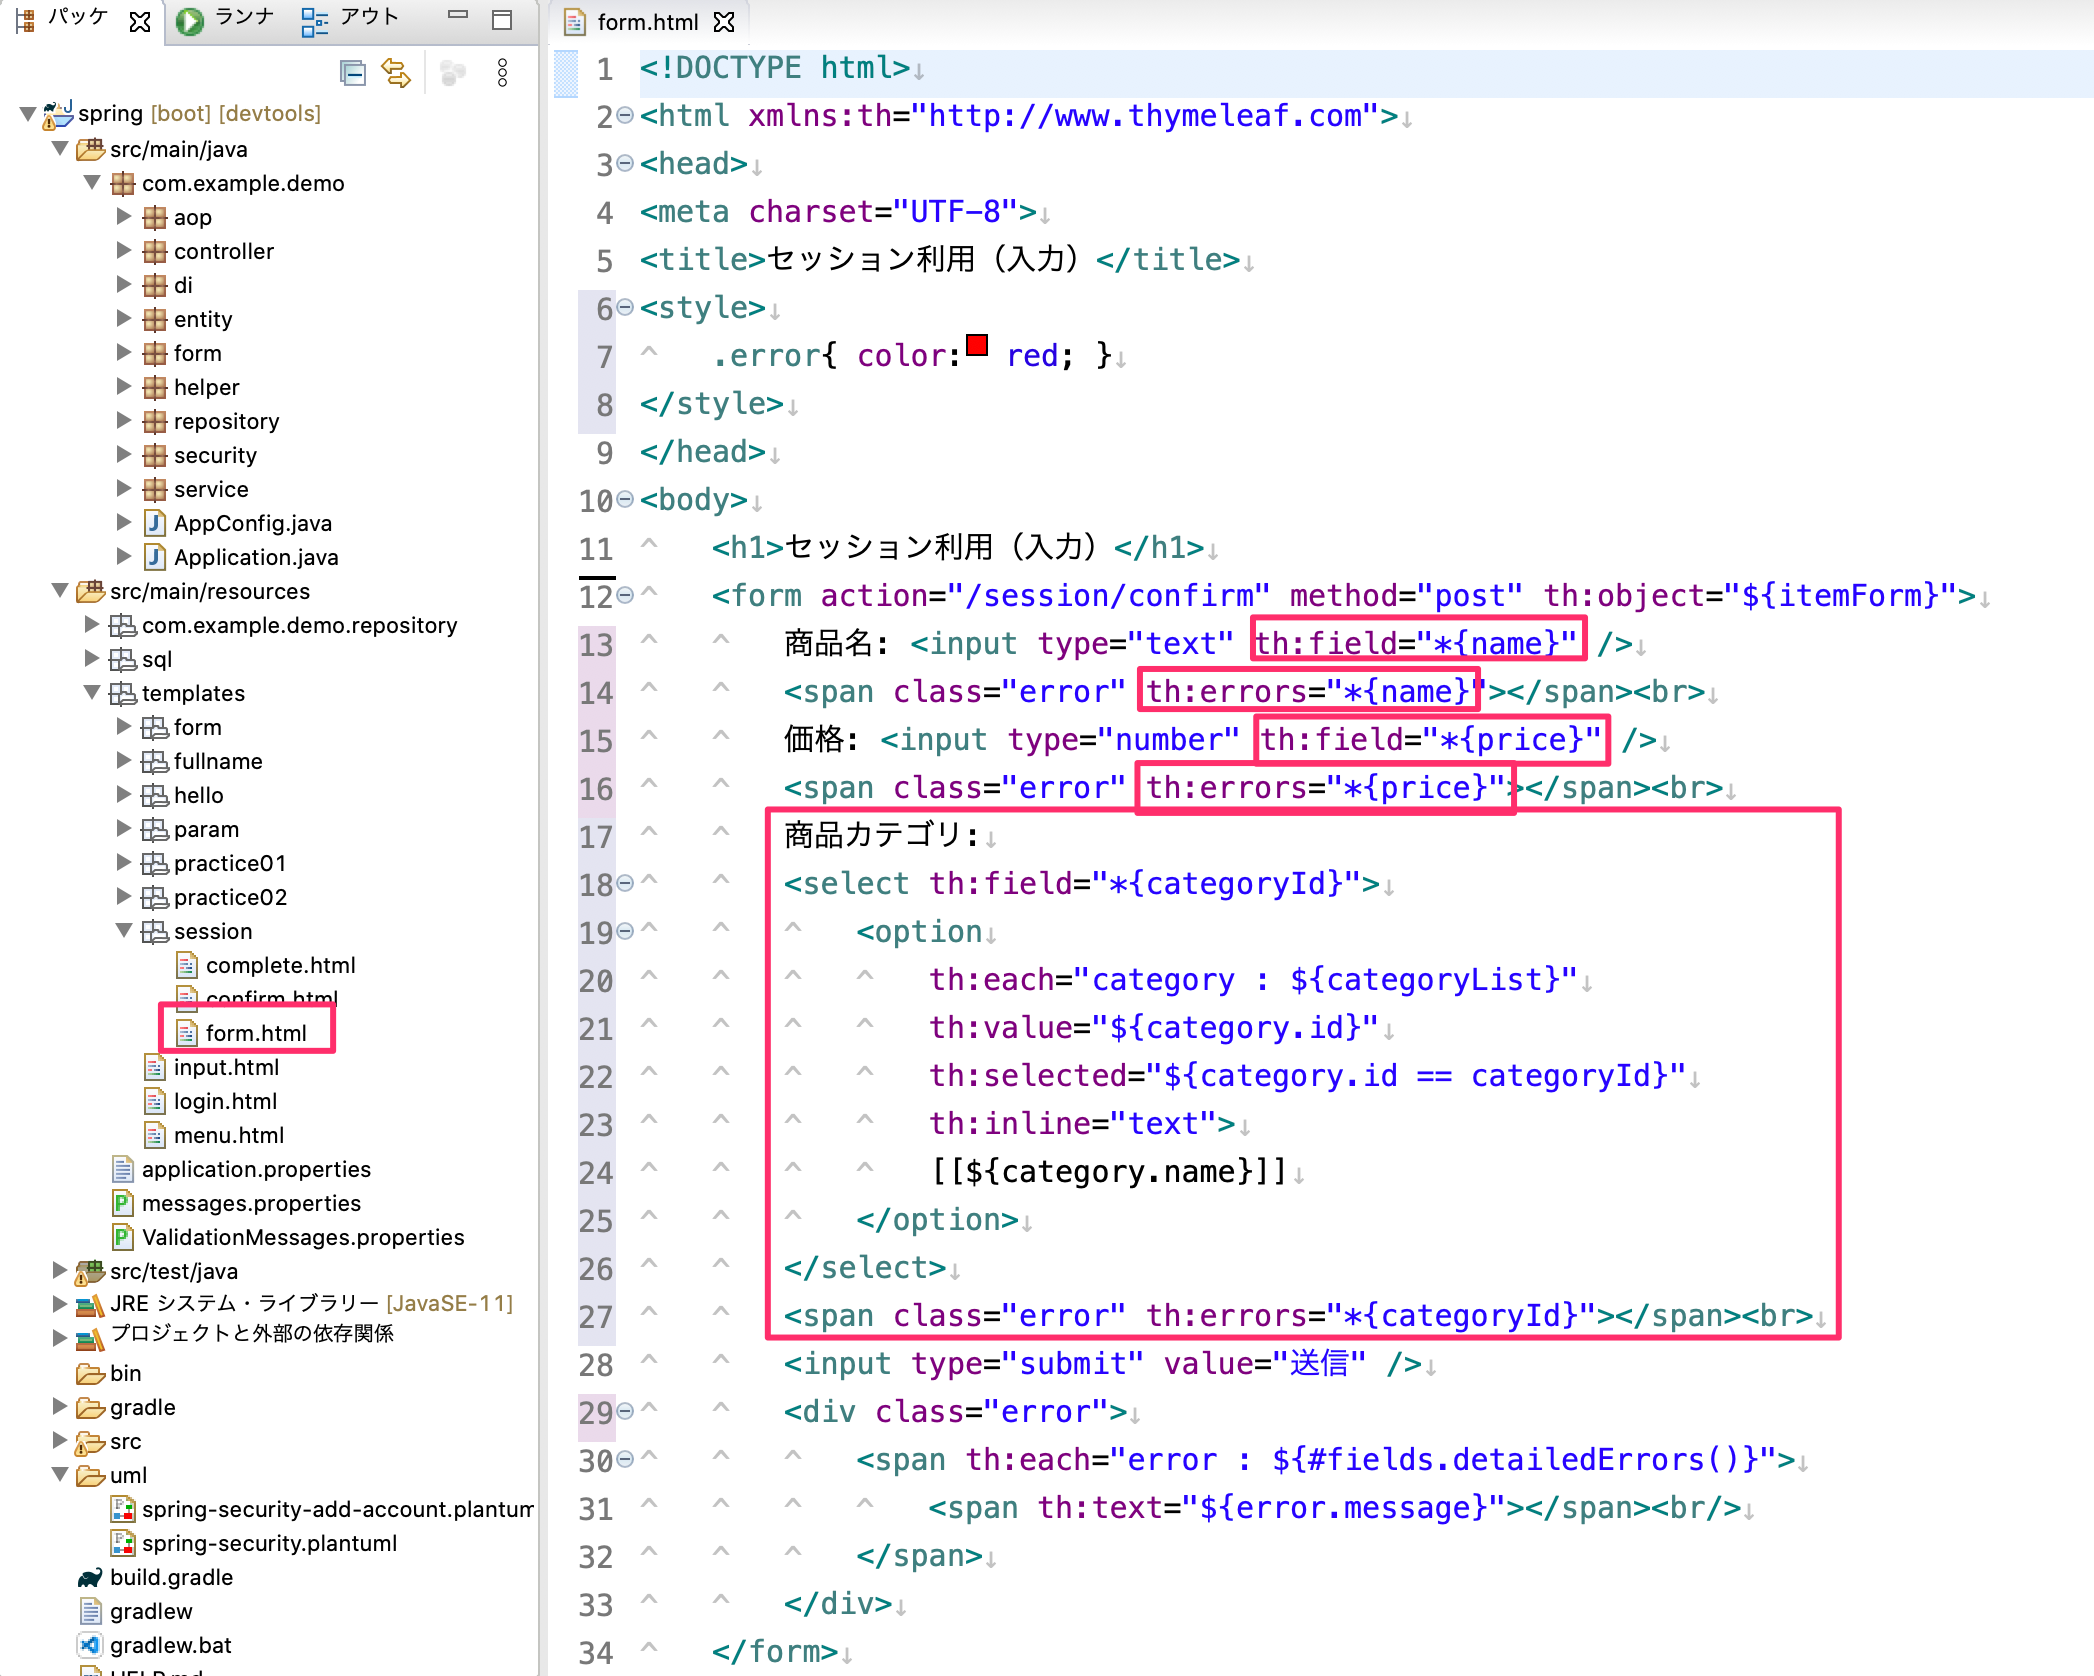 パッケ
ランナ
アウト
spring [boot] [devtools]
src/main/java
com.example.demo
aop
controller
di
entity
form
helper
repository
security
service
AppConfig.java
Application.java
src/main/resources
com.example.demo.repository
sql
templates
form
fullname
hello
param
practice01
practice02
session
complete.html
confirm.html
form.html
input.html
login.html
menu.html
application.properties
messages.properties
ValidationMessages.properties
src/test/java
JRE システム・ライブラリー [JavaSE-11]
プロジェクトと外部の依存関係
bin
gradle
src
uml
spring-security-add-account.plantum
spring-security.plantuml
build.gradle
gradlew
gradlew.bat
HELP.md
form.html
1 <!DOCTYPE html>↓
2 <html xmlns:th="http://www.thymeleaf.com">↓
3 <head>↓
4 <meta charset="UTF-8">↓
5 <title>セッション利用（入力）</title>↓
6 <style>↓
7 ^ .error{ color: red; }↓
8 </style>↓
9 </head>↓
10 <body>↓
11 ^ <h1>セッション利用（入力）</h1>↓
12 ^ <form action="/session/confirm" method="post" th:object="${itemForm}">↓
13 ^ ^ 商品名: <input type="text" th:field="*{name}" />↓
14 ^ ^ <span class="error" th:errors="*{name}"></span><br>↓
15 ^ ^ 価格: <input type="number" th:field="*{price}" />↓
16 ^ ^ <span class="error" th:errors="*{price}"></span><br>↓
17 ^ ^ 商品カテゴリ:↓
18 ^ ^ <select th:field="*{categoryId}">↓
19 ^ ^ ^ <option↓
20 ^ ^ ^ ^ th:each="category : ${categoryList}"↓
21 ^ ^ ^ ^ th:value="${category.id}"↓
22 ^ ^ ^ ^ th:selected="${category.id == categoryId}"↓
23 ^ ^ ^ ^ th:inline="text">↓
24 ^ ^ ^ ^ [[${category.name}]]↓
25 ^ ^ ^ </option>↓
26 ^ ^ </select>↓
27 ^ ^ <span class="error" th:errors="*{categoryId}"></span><br>↓
28 ^ ^ <input type="submit" value="送信" />↓
29 ^ ^ <div class="error">↓
30 ^ ^ ^ <span th:each="error : ${#fields.detailedErrors()}">↓
31 ^ ^ ^ ^ <span th:text="${error.message}"></span><br/>↓
32 ^ ^ ^ </span>↓
33 ^ ^ </div>↓
34 ^ </form>↓